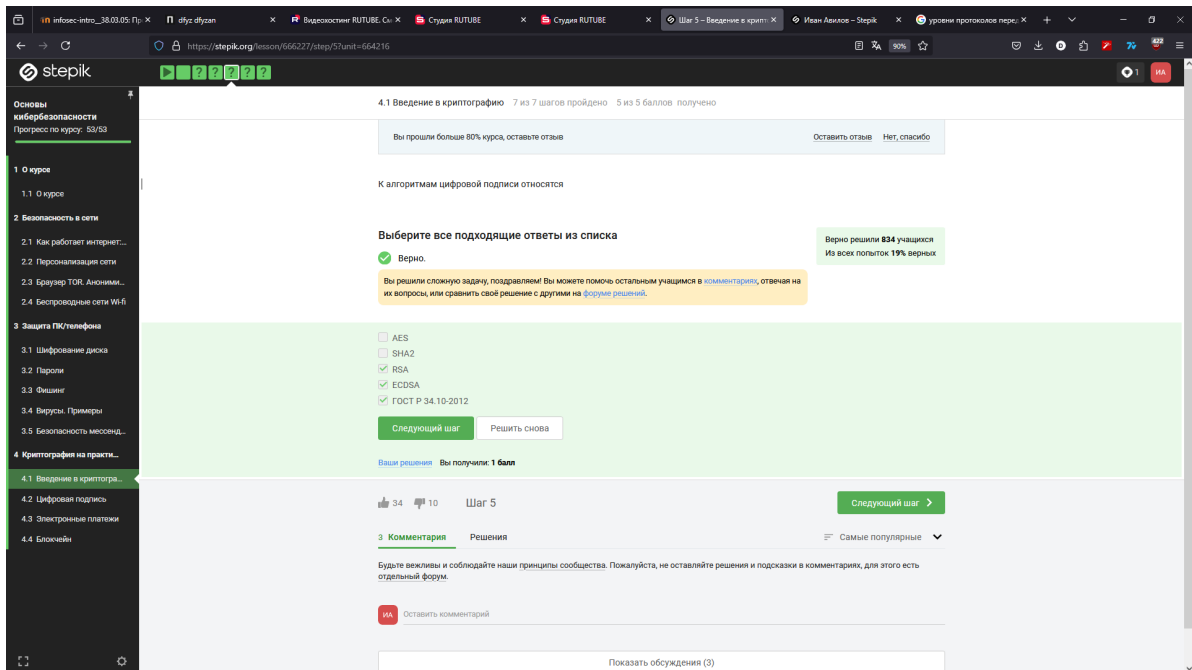 infosec-intro__38.03.05: Пр
dfyz dfyzan
Видеохостинг RUTUBE. См
Студия RUTUBE
Студия RUTUBE
Шаг 5 – Введение в крипт
Иван Авилов – Stepik
уровни протоколов перед
https://stepik.org/lesson/666227/step/5?unit=664216
90%
422
stepik
1
ИА
Основы
кибербезопасности
Прогресс по курсу: 53/53
1 О курсе
1.1 О курсе
2 Безопасность в сети
2.1 Как работает интернет:...
2.2 Персонализация сети
2.3 Браузер TOR. Аноними...
2.4 Беспроводные сети Wi-fi
3 Защита ПК/телефона
3.1 Шифрование диска
3.2 Пароли
3.3 Фишинг
3.4 Вирусы. Примеры
3.5 Безопасность мессенд...
4 Криптография на практи...
4.1 Введение в криптогра...
4.2 Цифровая подпись
4.3 Электронные платежи
4.4 Блокчейн
4.1 Введение в криптографию 7 из 7 шагов пройдено 5 из 5 баллов получено
Вы прошли больше 80% курса, оставьте отзыв
Оставить отзыв Нет, спасибо
К алгоритмам цифровой подписи относятся
Выберите все подходящие ответы из списка
Верно решили 834 учащихся
Из всех попыток 19% верных
Верно.
Вы решили сложную задачу, поздравляем! Вы можете помочь остальным учащимся в комментариях, отвечая на
их вопросы, или сравнить своё решение с другими на форуме решений.
AES
SHA2
RSA
ECDSA
ГОСТ Р 34.10-2012
Следующий шаг
Решить снова
Ваши решения Вы получили: 1 балл
34 10 Шаг 5
Следующий шаг
3 Комментария Решения
Самые популярные
Будьте вежливы и соблюдайте наши принципы сообщества. Пожалуйста, не оставляйте решения и подсказки в комментариях, для этого есть
отдельный форум.
ИА Оставить комментарий
Показать обсуждения (3)